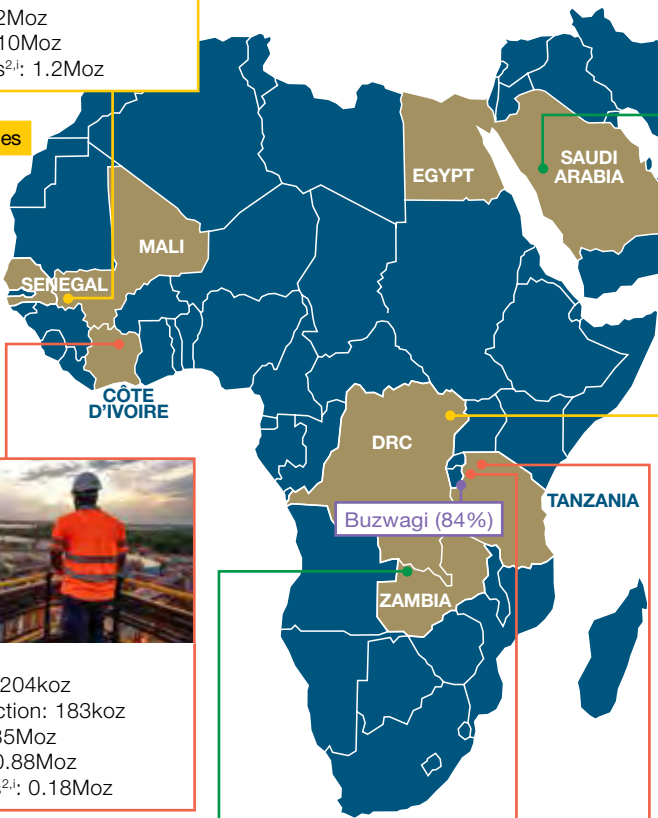 2Moz
10Moz
s²,ⁱ: 1.2Moz
es
EGYPT
SAUDI
ARABIA
MALI
SENEGAL
CÔTE
D'IVOIRE
DRC
TANZANIA
Buzwagi (84%)
ZAMBIA
204koz
ction: 183koz
35Moz
0.88Moz
s²,ⁱ: 0.18Moz